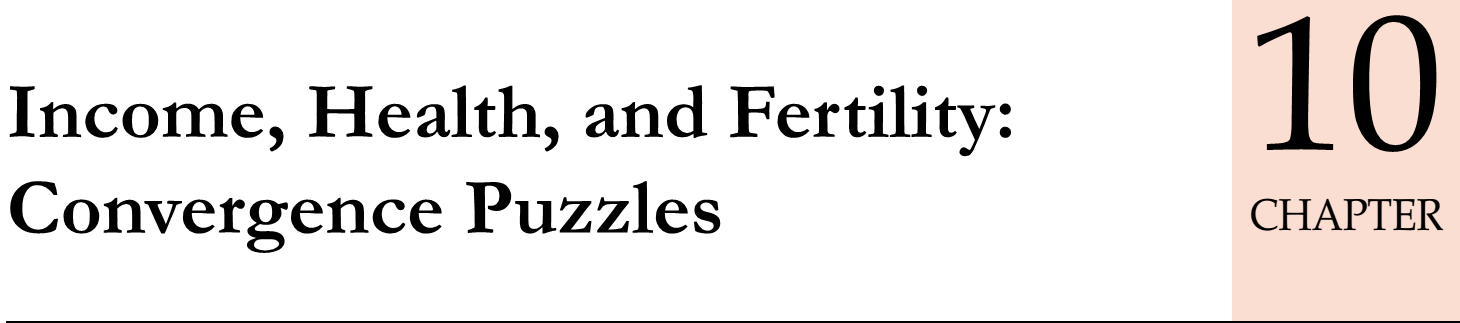 Income, Health, and Fertility:
Convergence Puzzles
10
CHAPTER